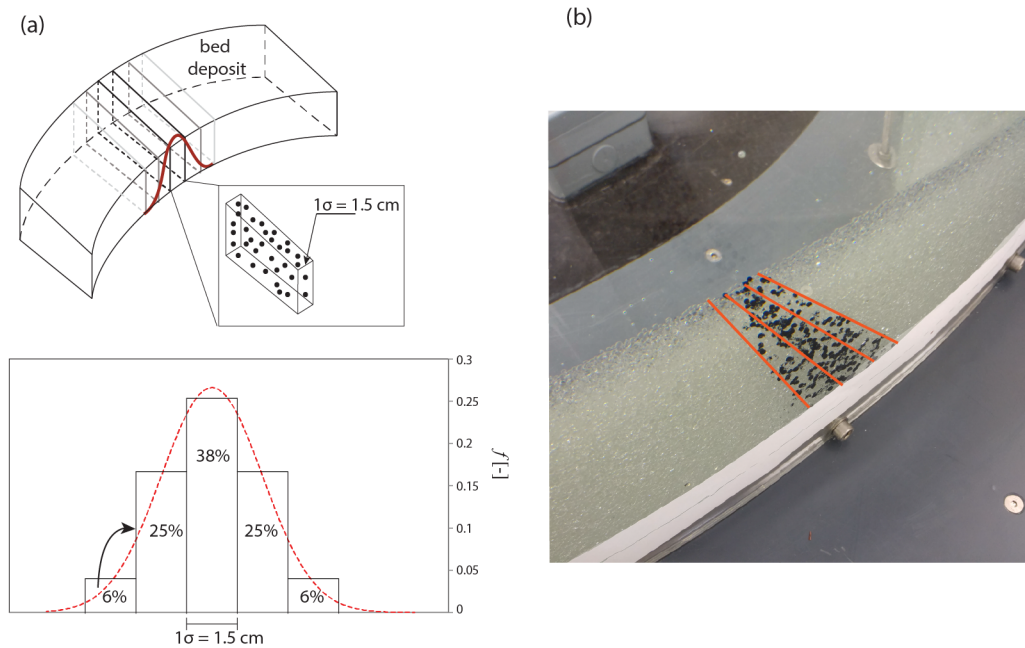 (a)
(b)
bed
deposit
1σ = 1.5 cm
0.3
0.25
0.2
0.15
0.1
0.05
0
f [-]
38%
25%
25%
6%
6%
1σ = 1.5 cm